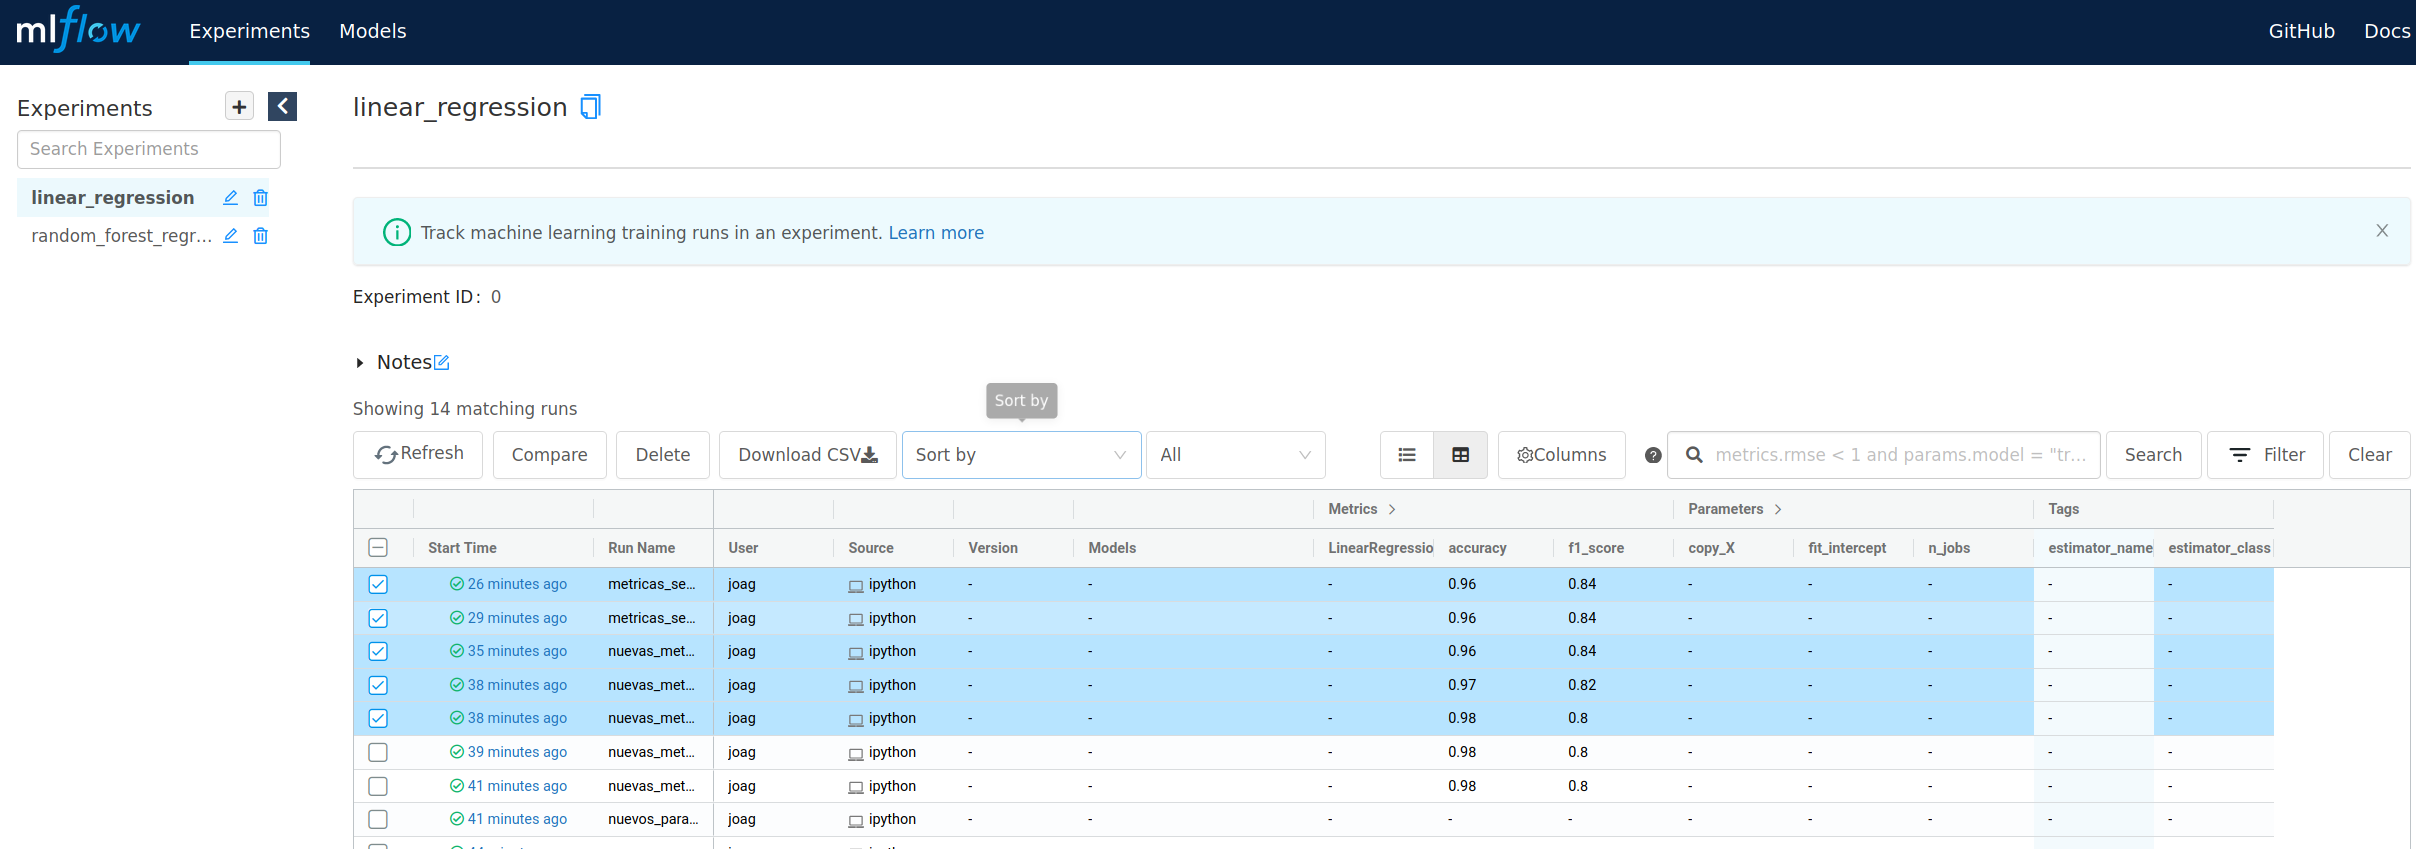 mlflow Experiments Models GitHub Docs
Experiments +
Search Experiments
linear_regression
random_forest_regr...
linear_regression
Track machine learning training runs in an experiment. Learn more
Experiment ID: 0
Notes
Showing 14 matching runs
Sort by
Refresh Compare Delete Download CSV Sort by All Columns ? metrics.rmse < 1 and params.model = "tr... Search Filter Clear
Metrics > Parameters > Tags
Start Time Run Name User Source Version Models LinearRegressio accuracy f1_score copy_X fit_intercept n_jobs estimator_name estimator_class
26 minutes ago metricas_se... joag ipython - - - 0.96 0.84 - - - - -
29 minutes ago metricas_se... joag ipython - - - 0.96 0.84 - - - - -
35 minutes ago nuevas_met... joag ipython - - - 0.96 0.84 - - - - -
38 minutes ago nuevas_met... joag ipython - - - 0.97 0.82 - - - - -
38 minutes ago nuevas_met... joag ipython - - - 0.98 0.8 - - - - -
39 minutes ago nuevas_met... joag ipython - - - 0.98 0.8 - - - - -
41 minutes ago nuevas_met... joag ipython - - - 0.98 0.8 - - - - -
41 minutes ago nuevos_para... joag ipython - - - - - - - - - -